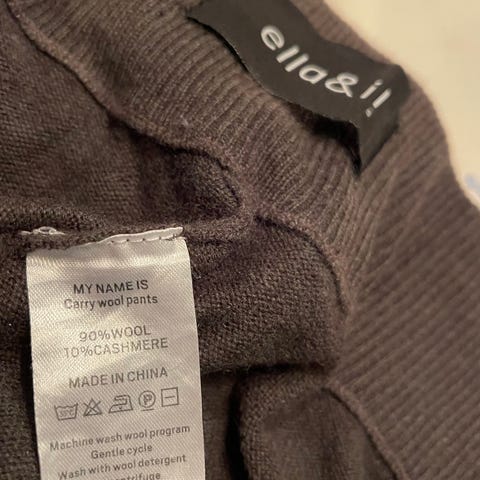 ella & il
MY NAME IS
Carry wool pants
90%WOOL
10%CASHMERE
MADE IN CHINA
Machine wash wool program
Gentle cycle
Wash with wool detergent